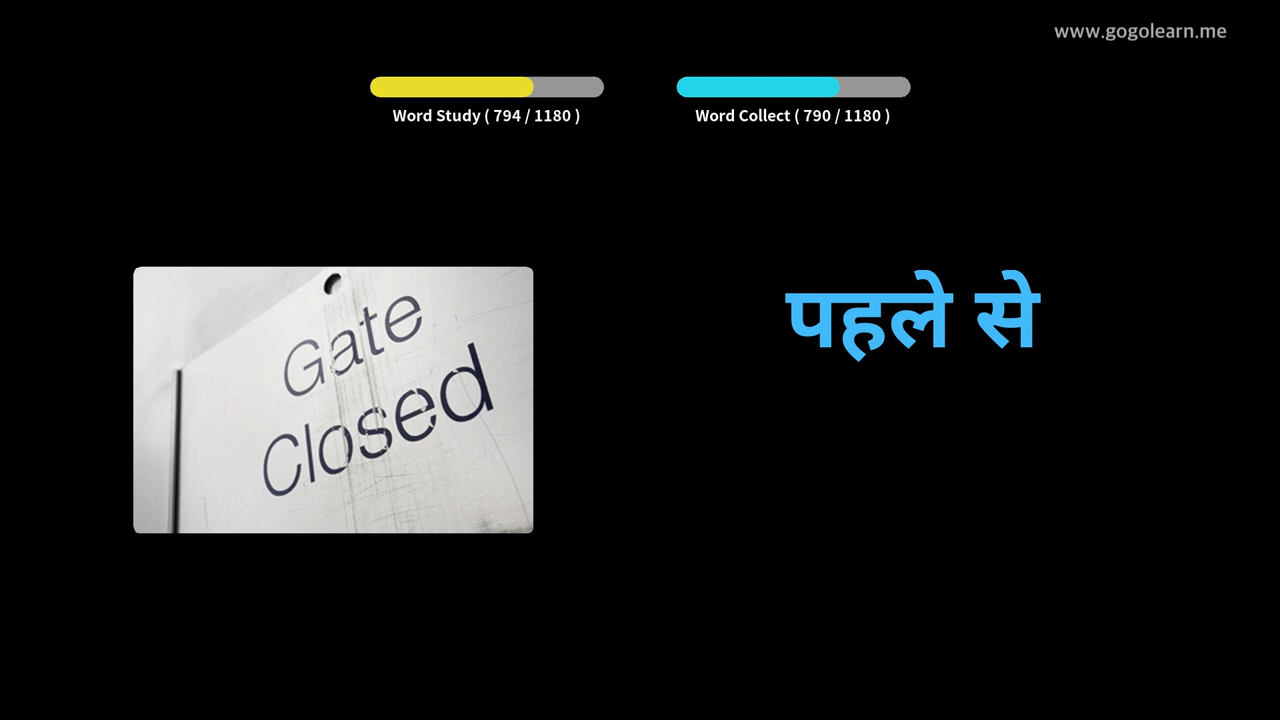 www.gogolearn.me
Word Study ( 794 / 1180 )
Word Collect ( 790 / 1180 )
Gate
Closed
पहले से